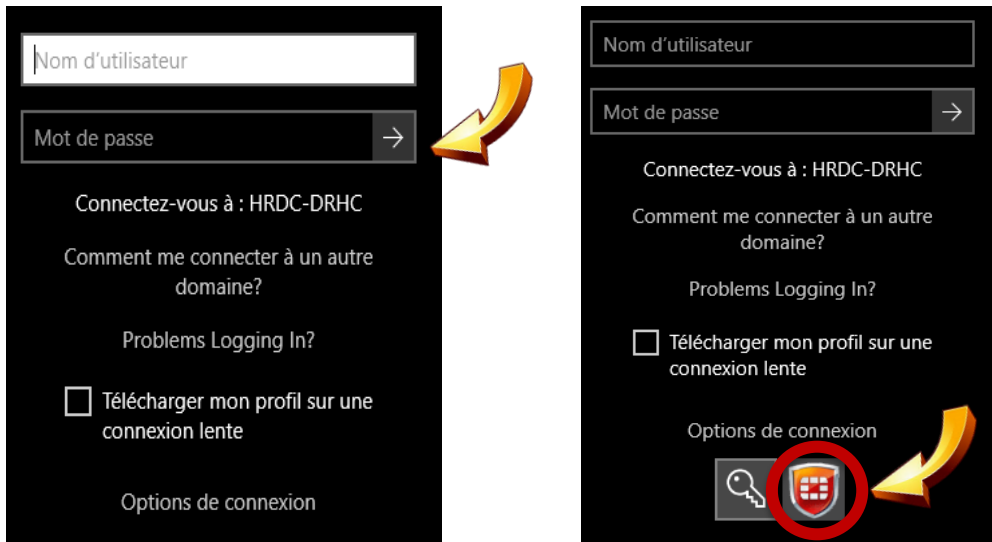 Nom d'utilisateur
Mot de passe
Connectez-vous à : HRDC-DRHC
Comment me connecter à un autre
domaine?
Problems Logging In?
Télécharger mon profil sur une
connexion lente
Options de connexion
Nom d'utilisateur
Mot de passe
Connectez-vous à : HRDC-DRHC
Comment me connecter à un autre
domaine?
Problems Logging In?
Télécharger mon profil sur une
connexion lente
Options de connexion